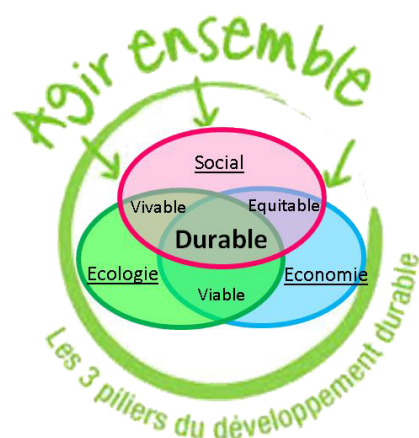 Agir ensemble
Social
Vivable
Equitable
Durable
Ecologie
Economie
Viable
Les 3 piliers du développement durable